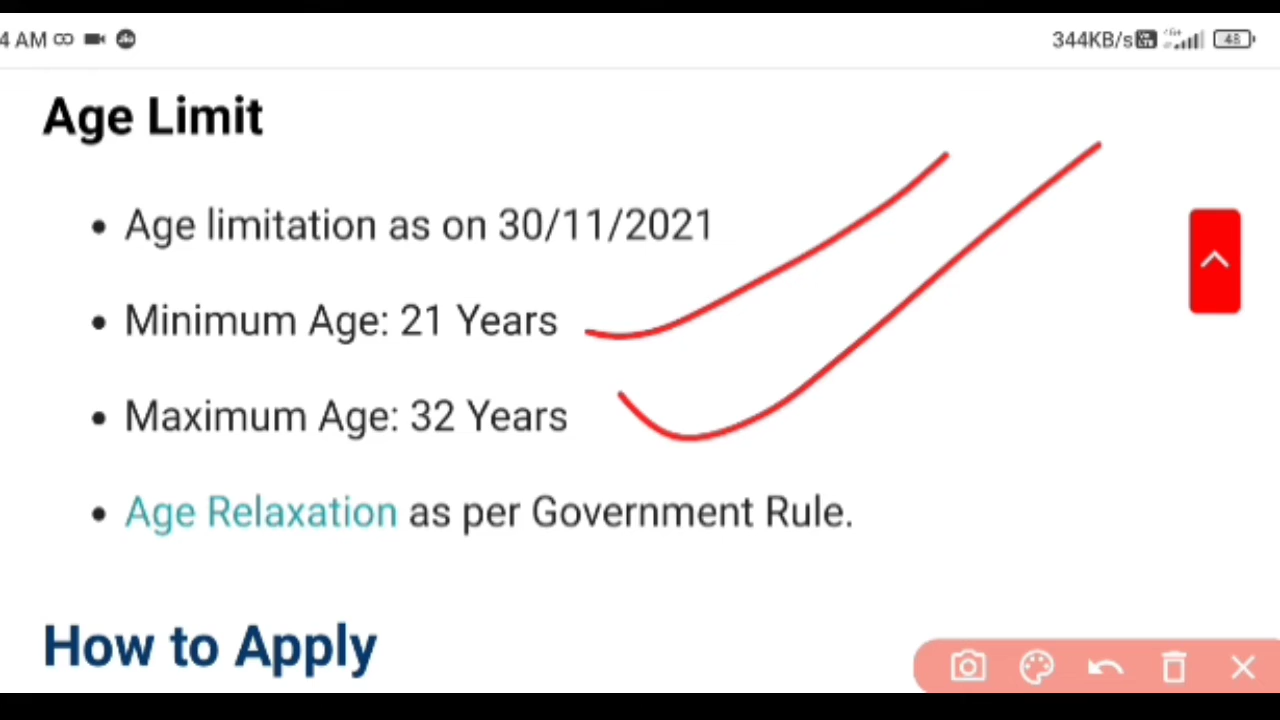 4 AM
344KB/s 48
Age Limit
Age limitation as on 30/11/2021
Minimum Age: 21 Years
Maximum Age: 32 Years
Age Relaxation as per Government Rule.
How to Apply